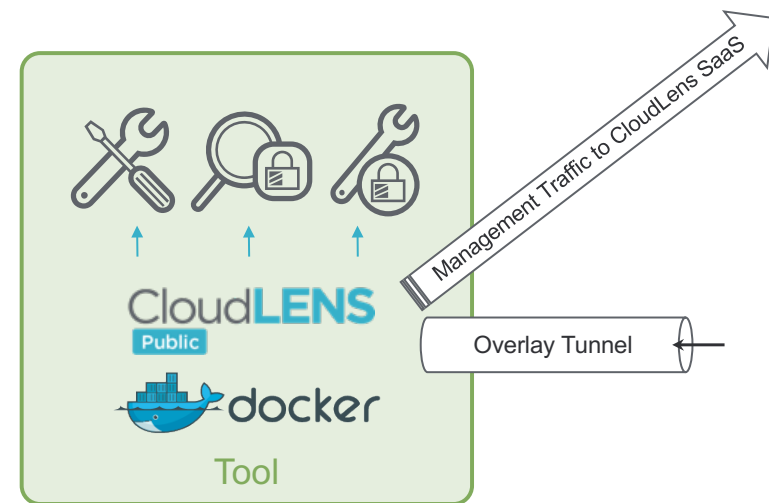 Management Traffic to CloudLens SaaS
CloudLENS
Public
Overlay Tunnel
docker
Tool